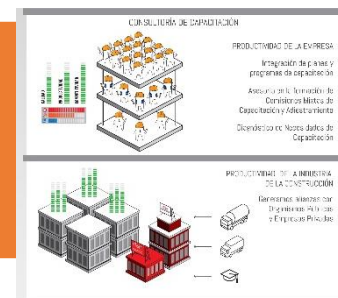 CONSULTORÍA DE CAPACITACIÓN
PRODUCTIVIDAD DE LA EMPRESA
Integración de planes y
programas de capacitación
Asesoría en la formación de
Comisiones Mixtas de
Capacitación y Adiestramiento
Diagnóstico de Necesidades de
Capacitación
PRODUCTIVIDAD DE LA INDUSTRIA
DE LA CONSTRUCCIÓN
Generamos alianzas con
Organismos Públicos
y Empresas Privadas